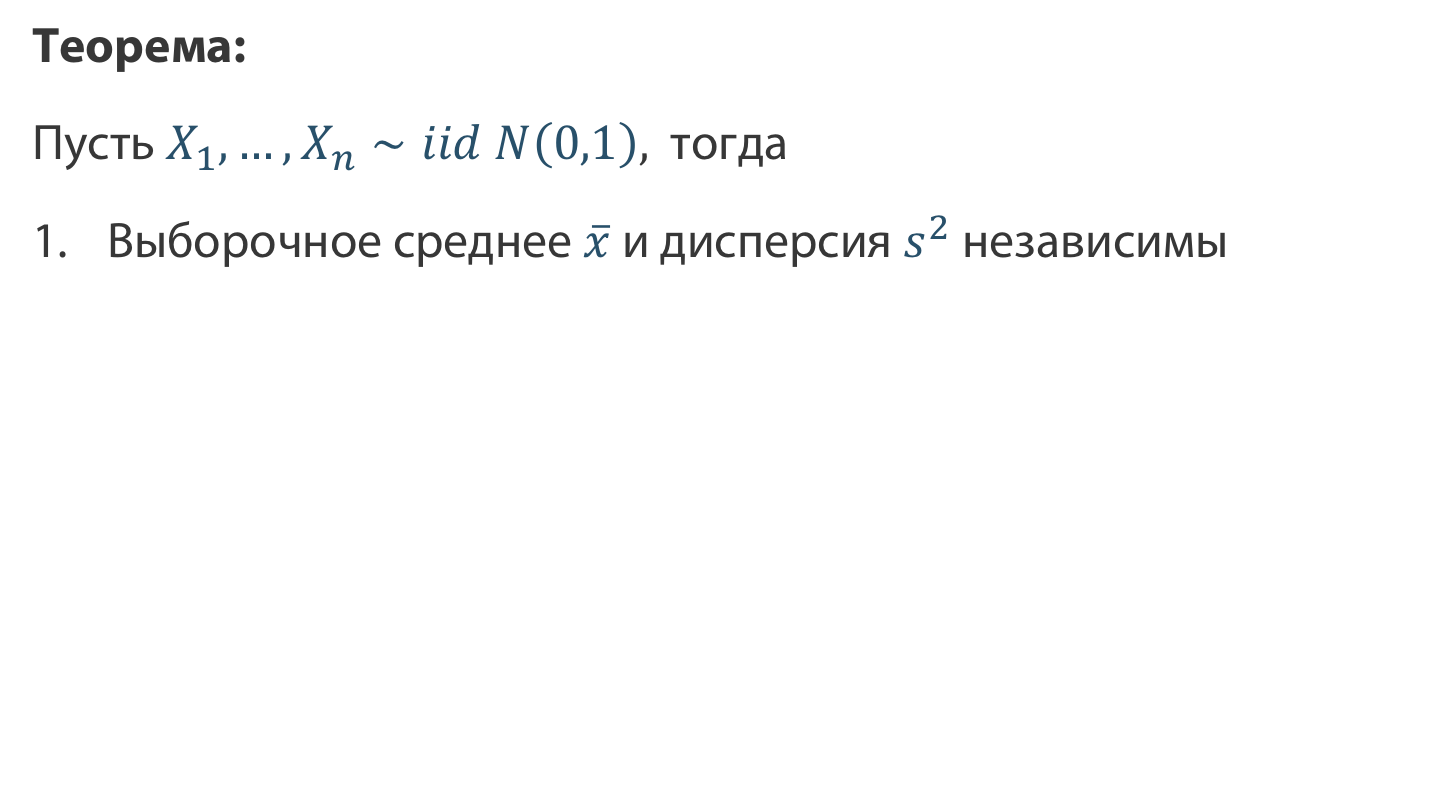 Теорема:
Пусть X₁, … , Xₙ ~ iid N(0,1), тогда
1. Выборочное среднее x̄ и дисперсия s² независимы